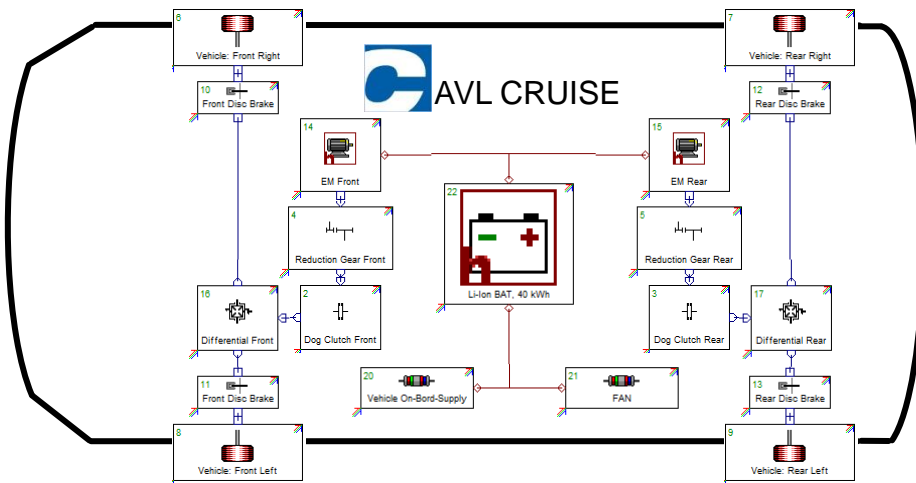 6
Vehicle: Front Right
7
Vehicle: Rear Right
AVL CRUISE
10
Front Disc Brake
12
Rear Disc Brake
14
EM Front
15
EM Rear
22
Li-Ion BAT, 40 kWh
4
Reduction Gear Front
5
Reduction Gear Rear
16
Differential Front
2
Dog Clutch Front
3
Dog Clutch Rear
17
Differential Rear
11
Front Disc Brake
20
Vehicle On-Bord-Supply
21
FAN
13
Rear Disc Brake
8
Vehicle: Front Left
9
Vehicle: Rear Left